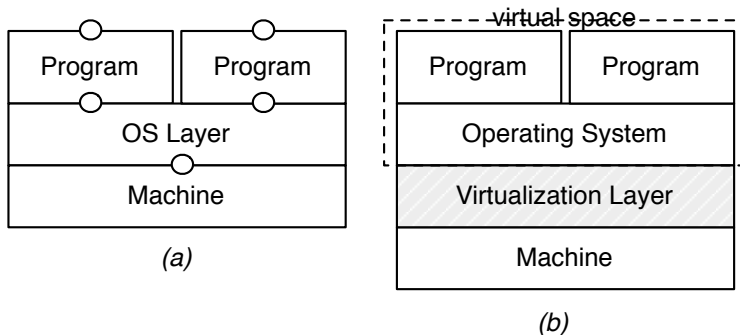 Program Program
OS Layer
Machine
(a)
virtual space
Program Program
Operating System
Virtualization Layer
Machine
(b)